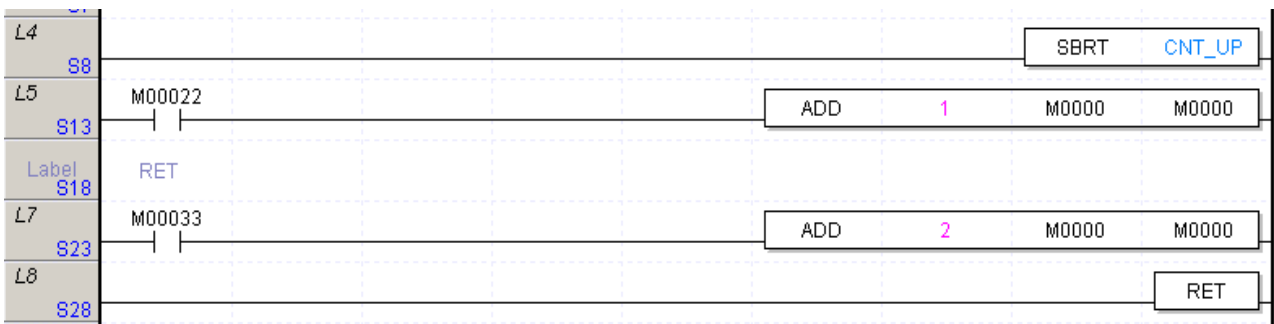 L4
SBRT CNT_UP
S8
L5
M00022
ADD 1 M0000 M0000
S13
Label RET
S18
L7
M00033
ADD 2 M0000 M0000
S23
L8
RET
S28